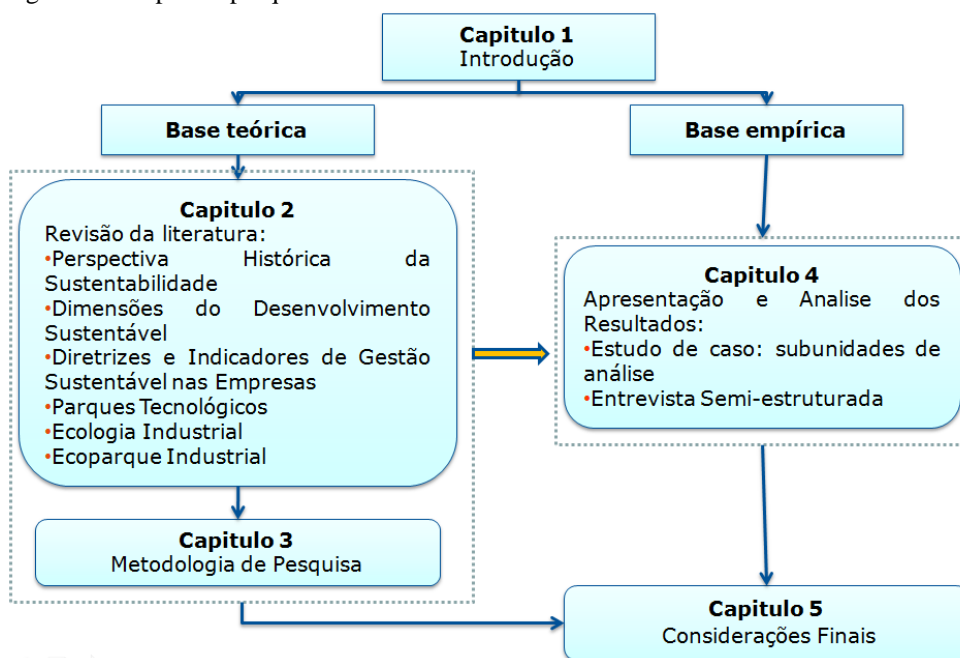 Capitulo 1
Introdução
Base teórica
Base empírica
Capitulo 2
Revisão da literatura:
•Perspectiva Histórica da
Sustentabilidade
•Dimensões do Desenvolvimento
Sustentável
•Diretrizes e Indicadores de Gestão
Sustentável nas Empresas
•Parques Tecnológicos
•Ecologia Industrial
•Ecoparque Industrial
Capitulo 3
Metodologia de Pesquisa
Capitulo 4
Apresentação e Analise dos
Resultados:
•Estudo de caso: subunidades de
análise
•Entrevista Semi-estruturada
Capitulo 5
Considerações Finais